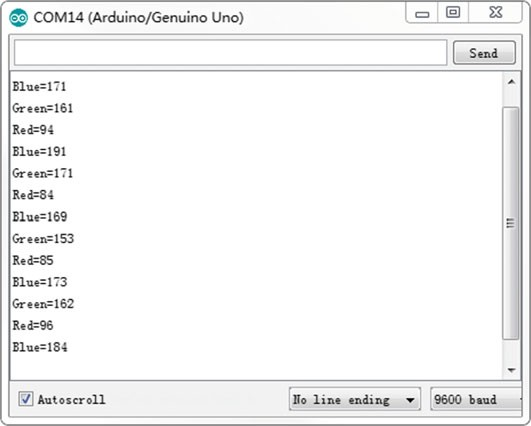 COM14 (Arduino/Genuino Uno)
Send
Blue=171
Green=161
Red=94
Blue=191
Green=171
Red=84
Blue=169
Green=153
Red=85
Blue=173
Green=162
Red=96
Blue=184
Autoscroll
No line ending
9600 baud